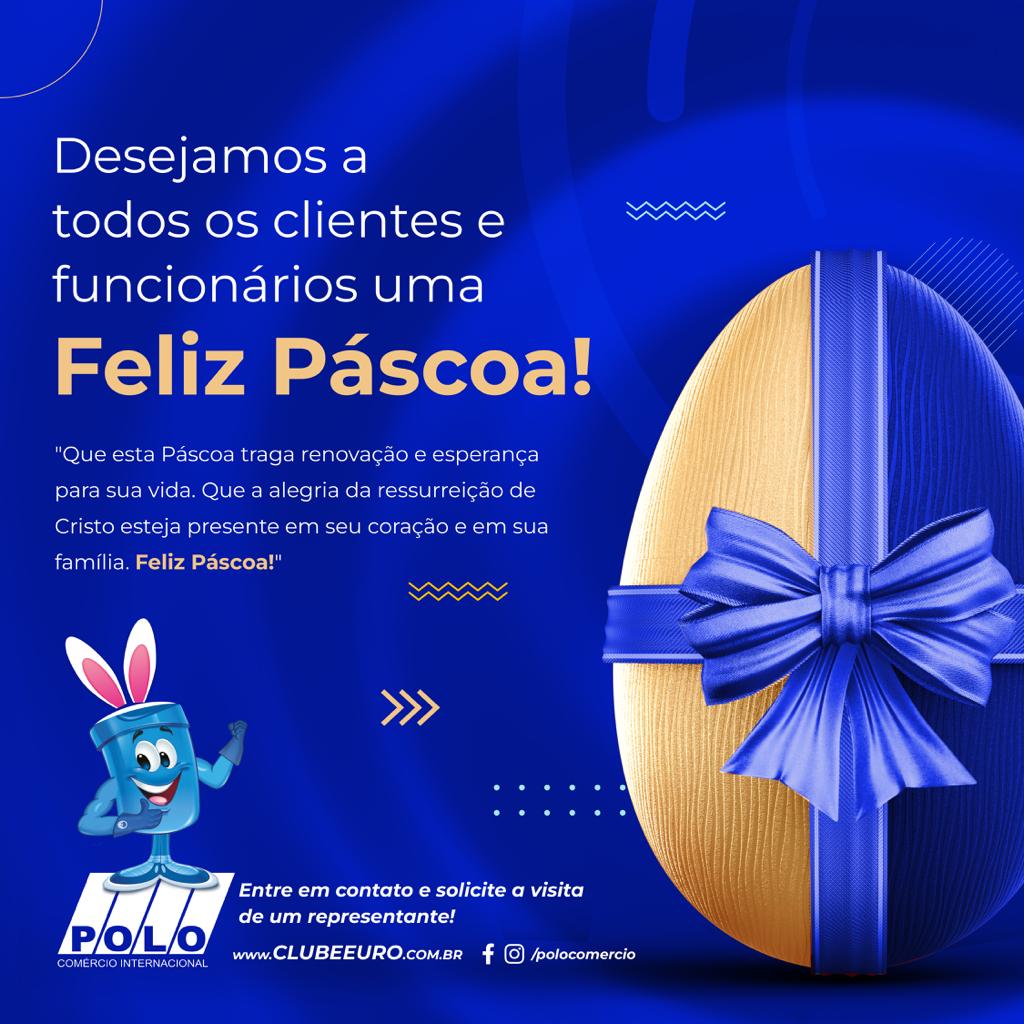 Desejamos a
todos os clientes e
funcionários uma
Feliz Páscoa!
"Que esta Páscoa traga renovação e esperança
para sua vida. Que a alegria da ressurreição de
Cristo esteja presente em seu coração e em sua
família. Feliz Páscoa!"
POLO
COMÉRCIO INTERNACIONAL
Entre em contato e solicite a visita
de um representante!
www.CLUBEEURO.COM.BR /polocomercio